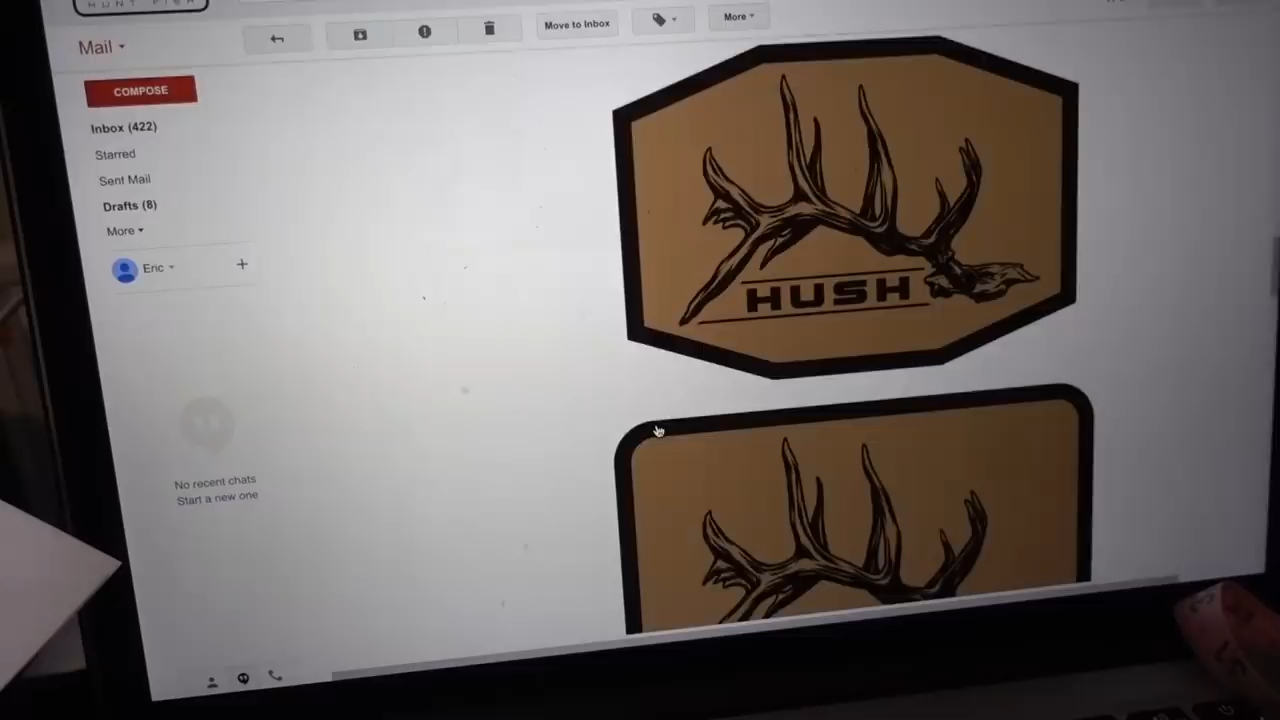 HUNT
Mail
Move to Inbox
More
COMPOSE
Inbox (422)
Starred
Sent Mail
Drafts (8)
More
Eric
+
HUSH
No recent chats
Start a new one